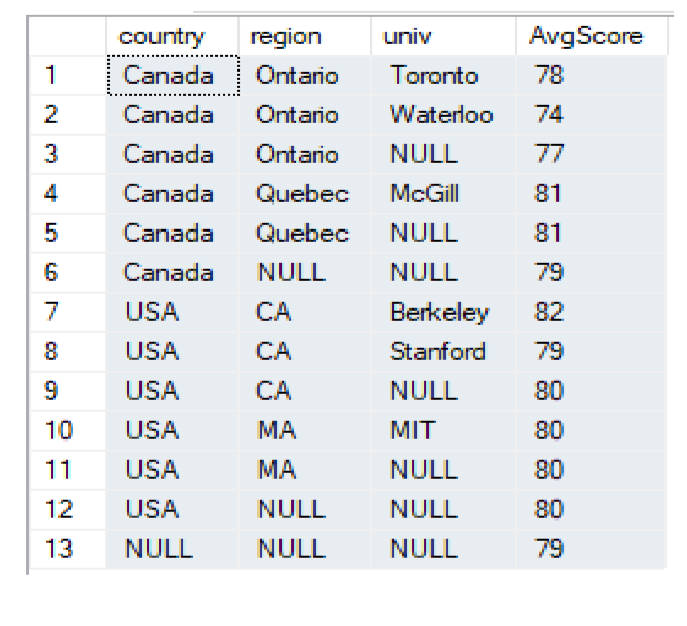 country region univ AvgScore
1 Canada Ontario Toronto 78
2 Canada Ontario Waterloo 74
3 Canada Ontario NULL 77
4 Canada Quebec McGill 81
5 Canada Quebec NULL 81
6 Canada NULL NULL 79
7 USA CA Berkeley 82
8 USA CA Stanford 79
9 USA CA NULL 80
10 USA MA MIT 80
11 USA MA NULL 80
12 USA NULL NULL 80
13 NULL NULL NULL 79